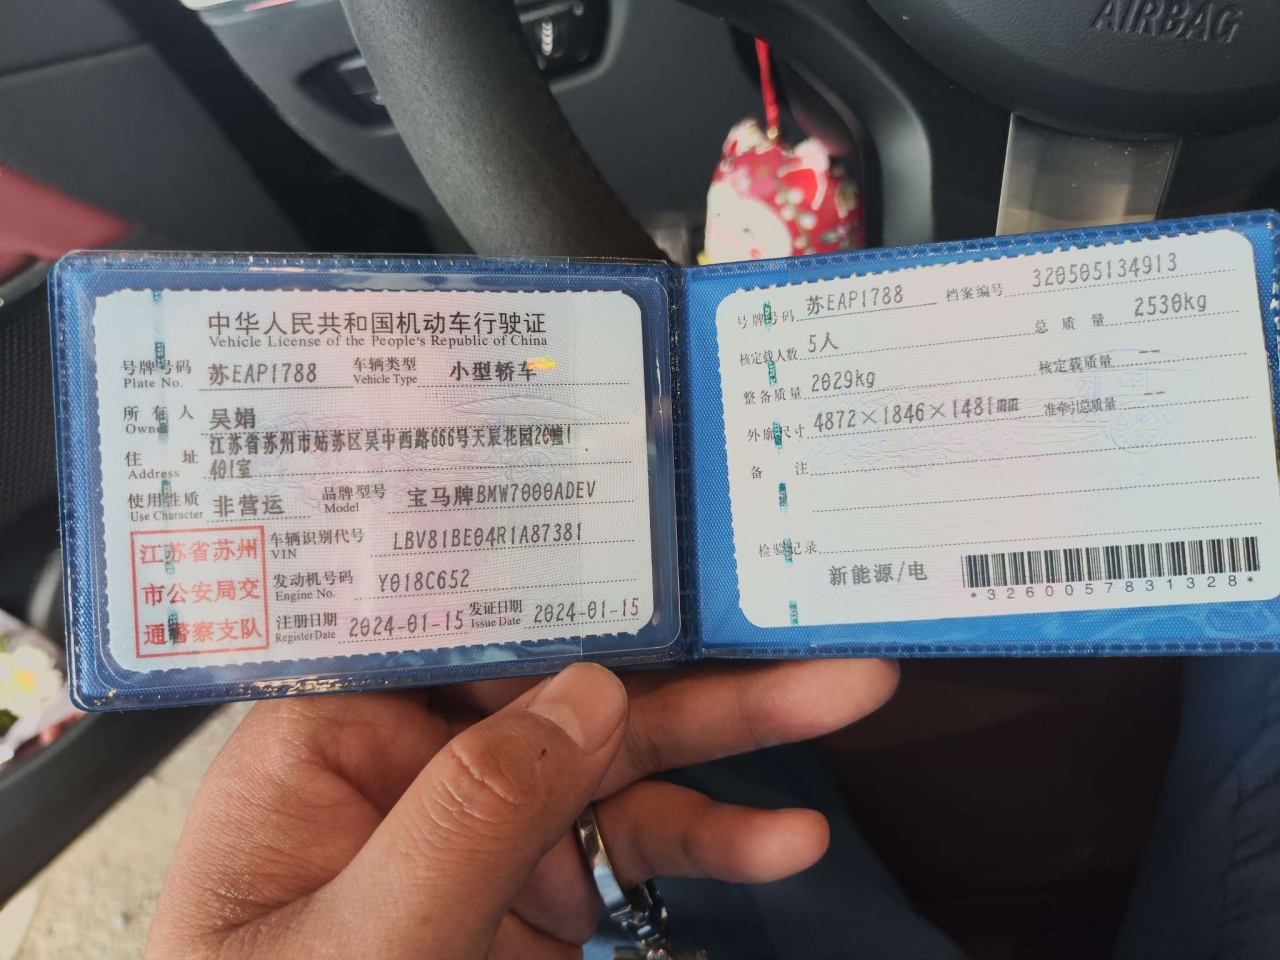 AIRBAG
中华人民共和国机动车行驶证
Vehicle License of the People's Republic of China
号牌号码 Plate No. 苏EAP1788 车辆类型 Vehicle Type 小型轿车
所有人 Owner 吴娟
住址 Address 江苏省苏州市姑苏区吴中西路666号天辰花园20幢1
401室
使用性质 Use Character 非营运 品牌型号 Model 宝马牌BMW7000ADEV
江苏省苏州
市公安局交
通警察支队
车辆识别代号 VIN LBV81BE04R1A87381
发动机号码 Engine No. Y018C652
注册日期 Register Date 2024-01-15 发证日期 Issue Date 2024-01-15
号牌号码 苏EAP1788 档案编号 320505134913
核定载人数 5人 总质量 2530kg
整备质量 2029kg 核定载质量 --
外廓尺寸 4872×1846×1481mm 准牵引总质量 --
备注
检验记录
新能源/电
*3260057831328*